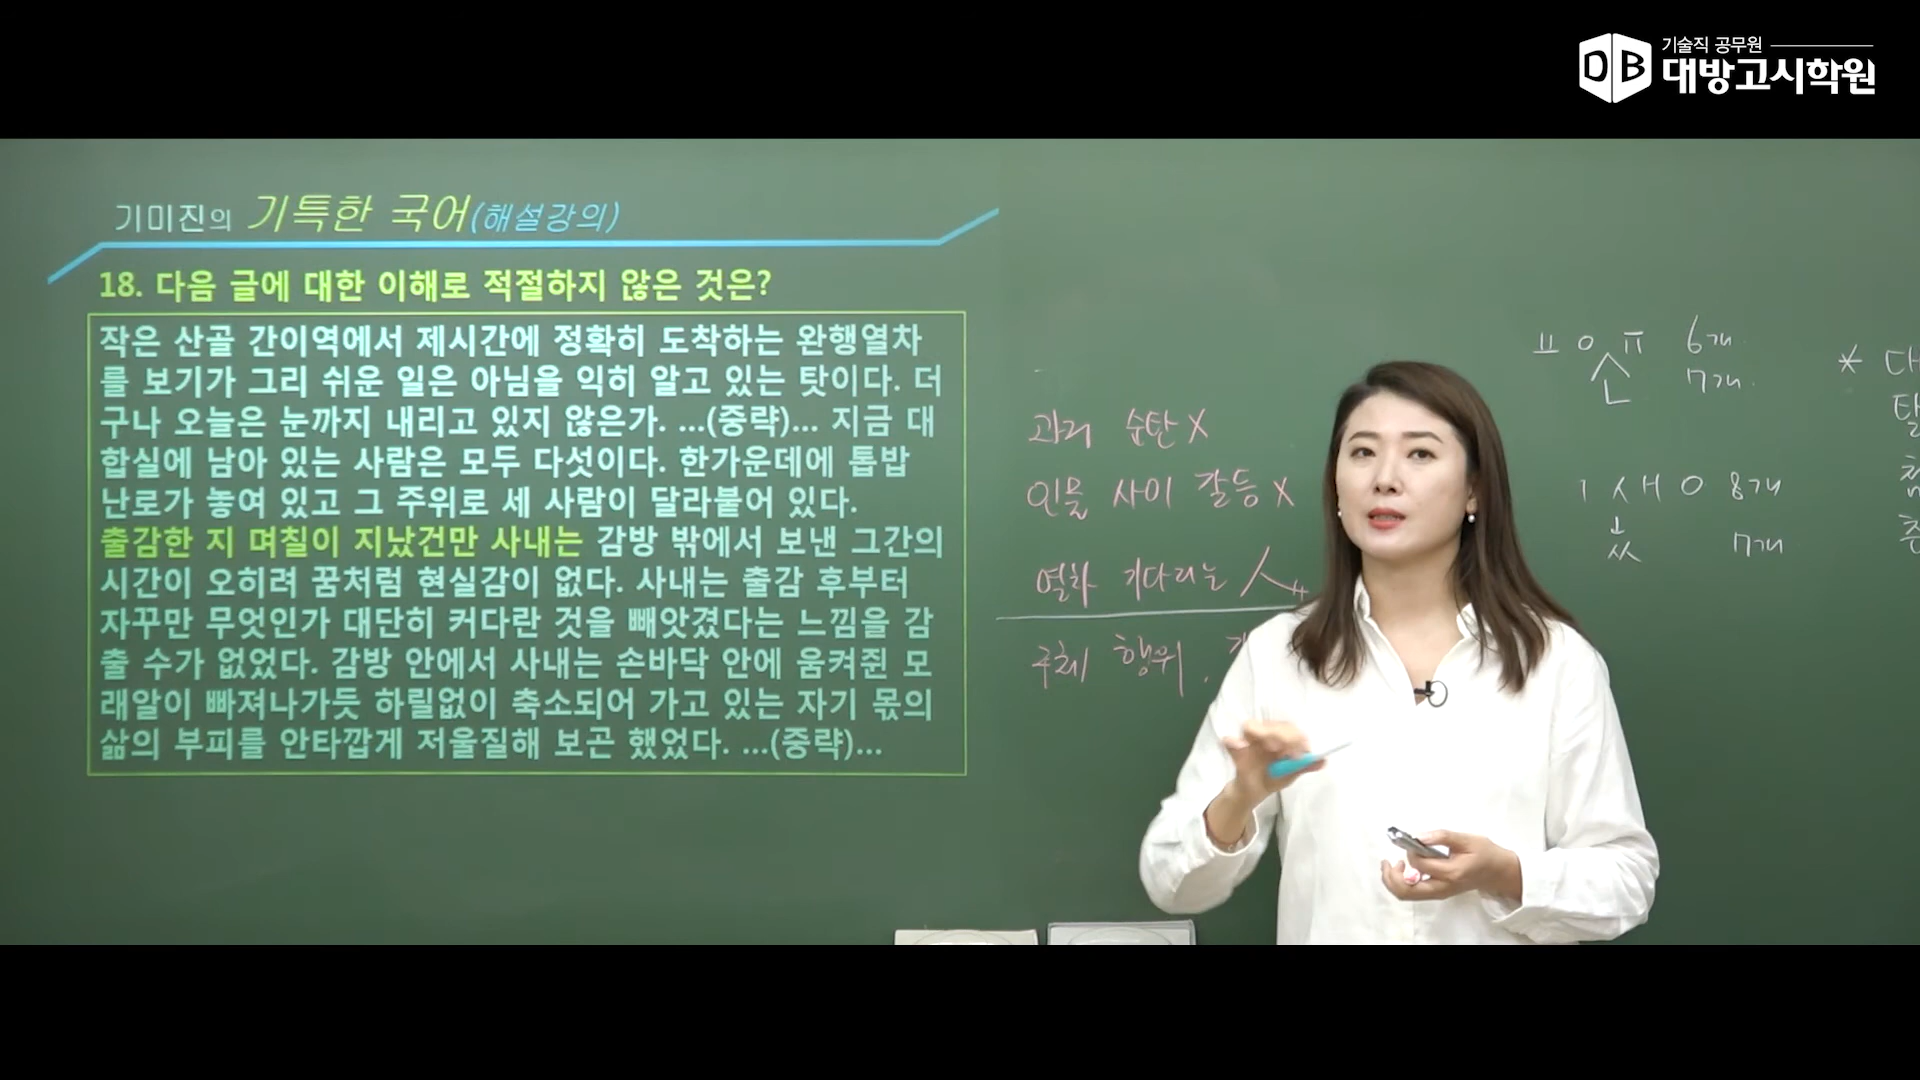 기술직 공무원
DB 대방고시학원
기미진의 기특한 국어(해설강의)
18. 다음 글에 대한 이해로 적절하지 않은 것은?
작은 산골 간이역에서 제시간에 정확히 도착하는 완행열차
를 보기가 그리 쉬운 일은 아님을 익히 알고 있는 탓이다. 더
구나 오늘은 눈까지 내리고 있지 않은가. ...(중략)... 지금 대
합실에 남아 있는 사람은 모두 다섯이다. 한가운데에 톱밥
난로가 놓여 있고 그 주위로 세 사람이 달라붙어 있다.
출감한 지 며칠이 지났건만 사내는 감방 밖에서 보낸 그간의
시간이 오히려 꿈처럼 현실감이 없다. 사내는 출감 후부터
자꾸만 무엇인가 대단히 커다란 것을 빼앗겼다는 느낌을 감
출 수가 없었다. 감방 안에서 사내는 손바닥 안에 움켜쥔 모
래알이 빠져나가듯 하릴없이 축소되어 가고 있는 자기 몫의
삶의 부피를 안타깝게 저울질해 보곤 했었다. ...(중략)...
과거 순탄 X
인물 사이 갈등 X
열차 기다리는
주체 행위,
ㅛ ㅇ ㅠ 6개
ㄴ 7개.
ㅣ ㅅ ㅐ ㅇ 8개
7개